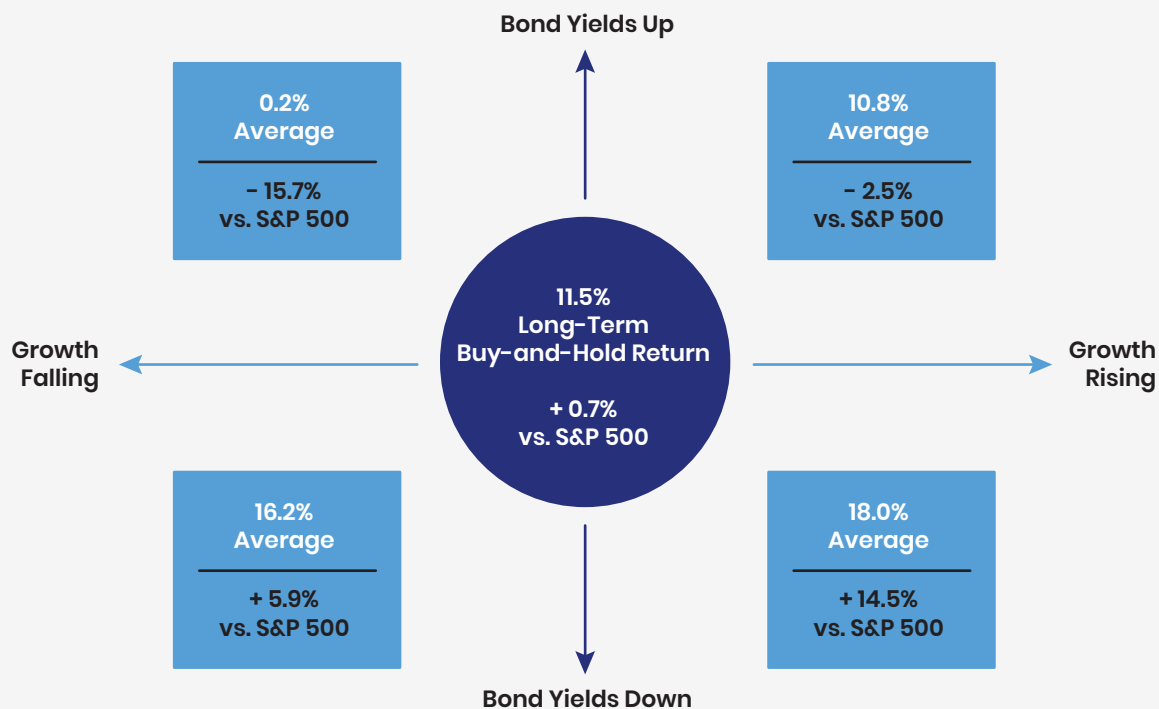 Bond Yields Up
0.2%
Average
- 15.7%
vs. S&P 500
10.8%
Average
- 2.5%
vs. S&P 500
Growth
Falling
11.5%
Long-Term
Buy-and-Hold Return
+ 0.7%
vs. S&P 500
Growth
Rising
16.2%
Average
+ 5.9%
vs. S&P 500
18.0%
Average
+ 14.5%
vs. S&P 500
Bond Yields Down